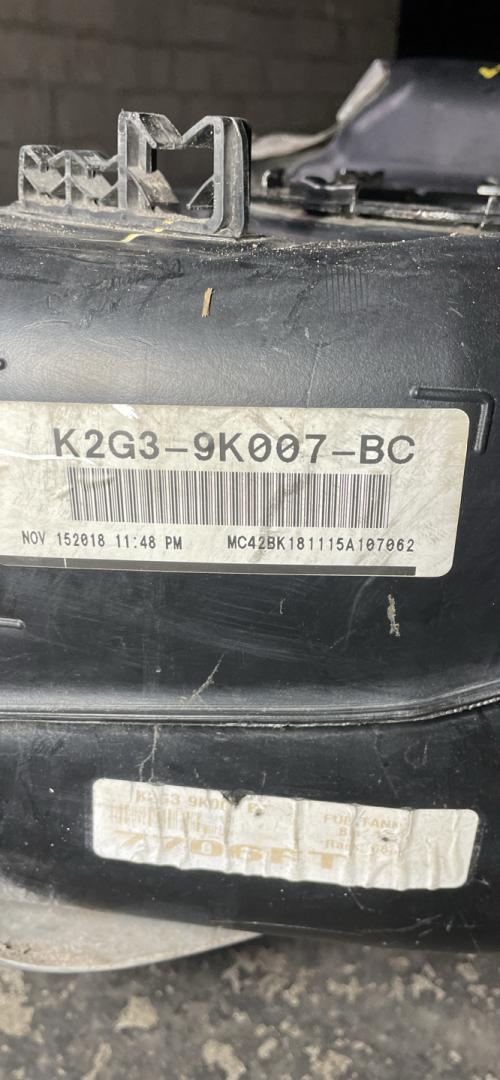 K2G3-9K007-BC
NOV 152018 11:48 PM
MC42BK181115A107062
7706FT